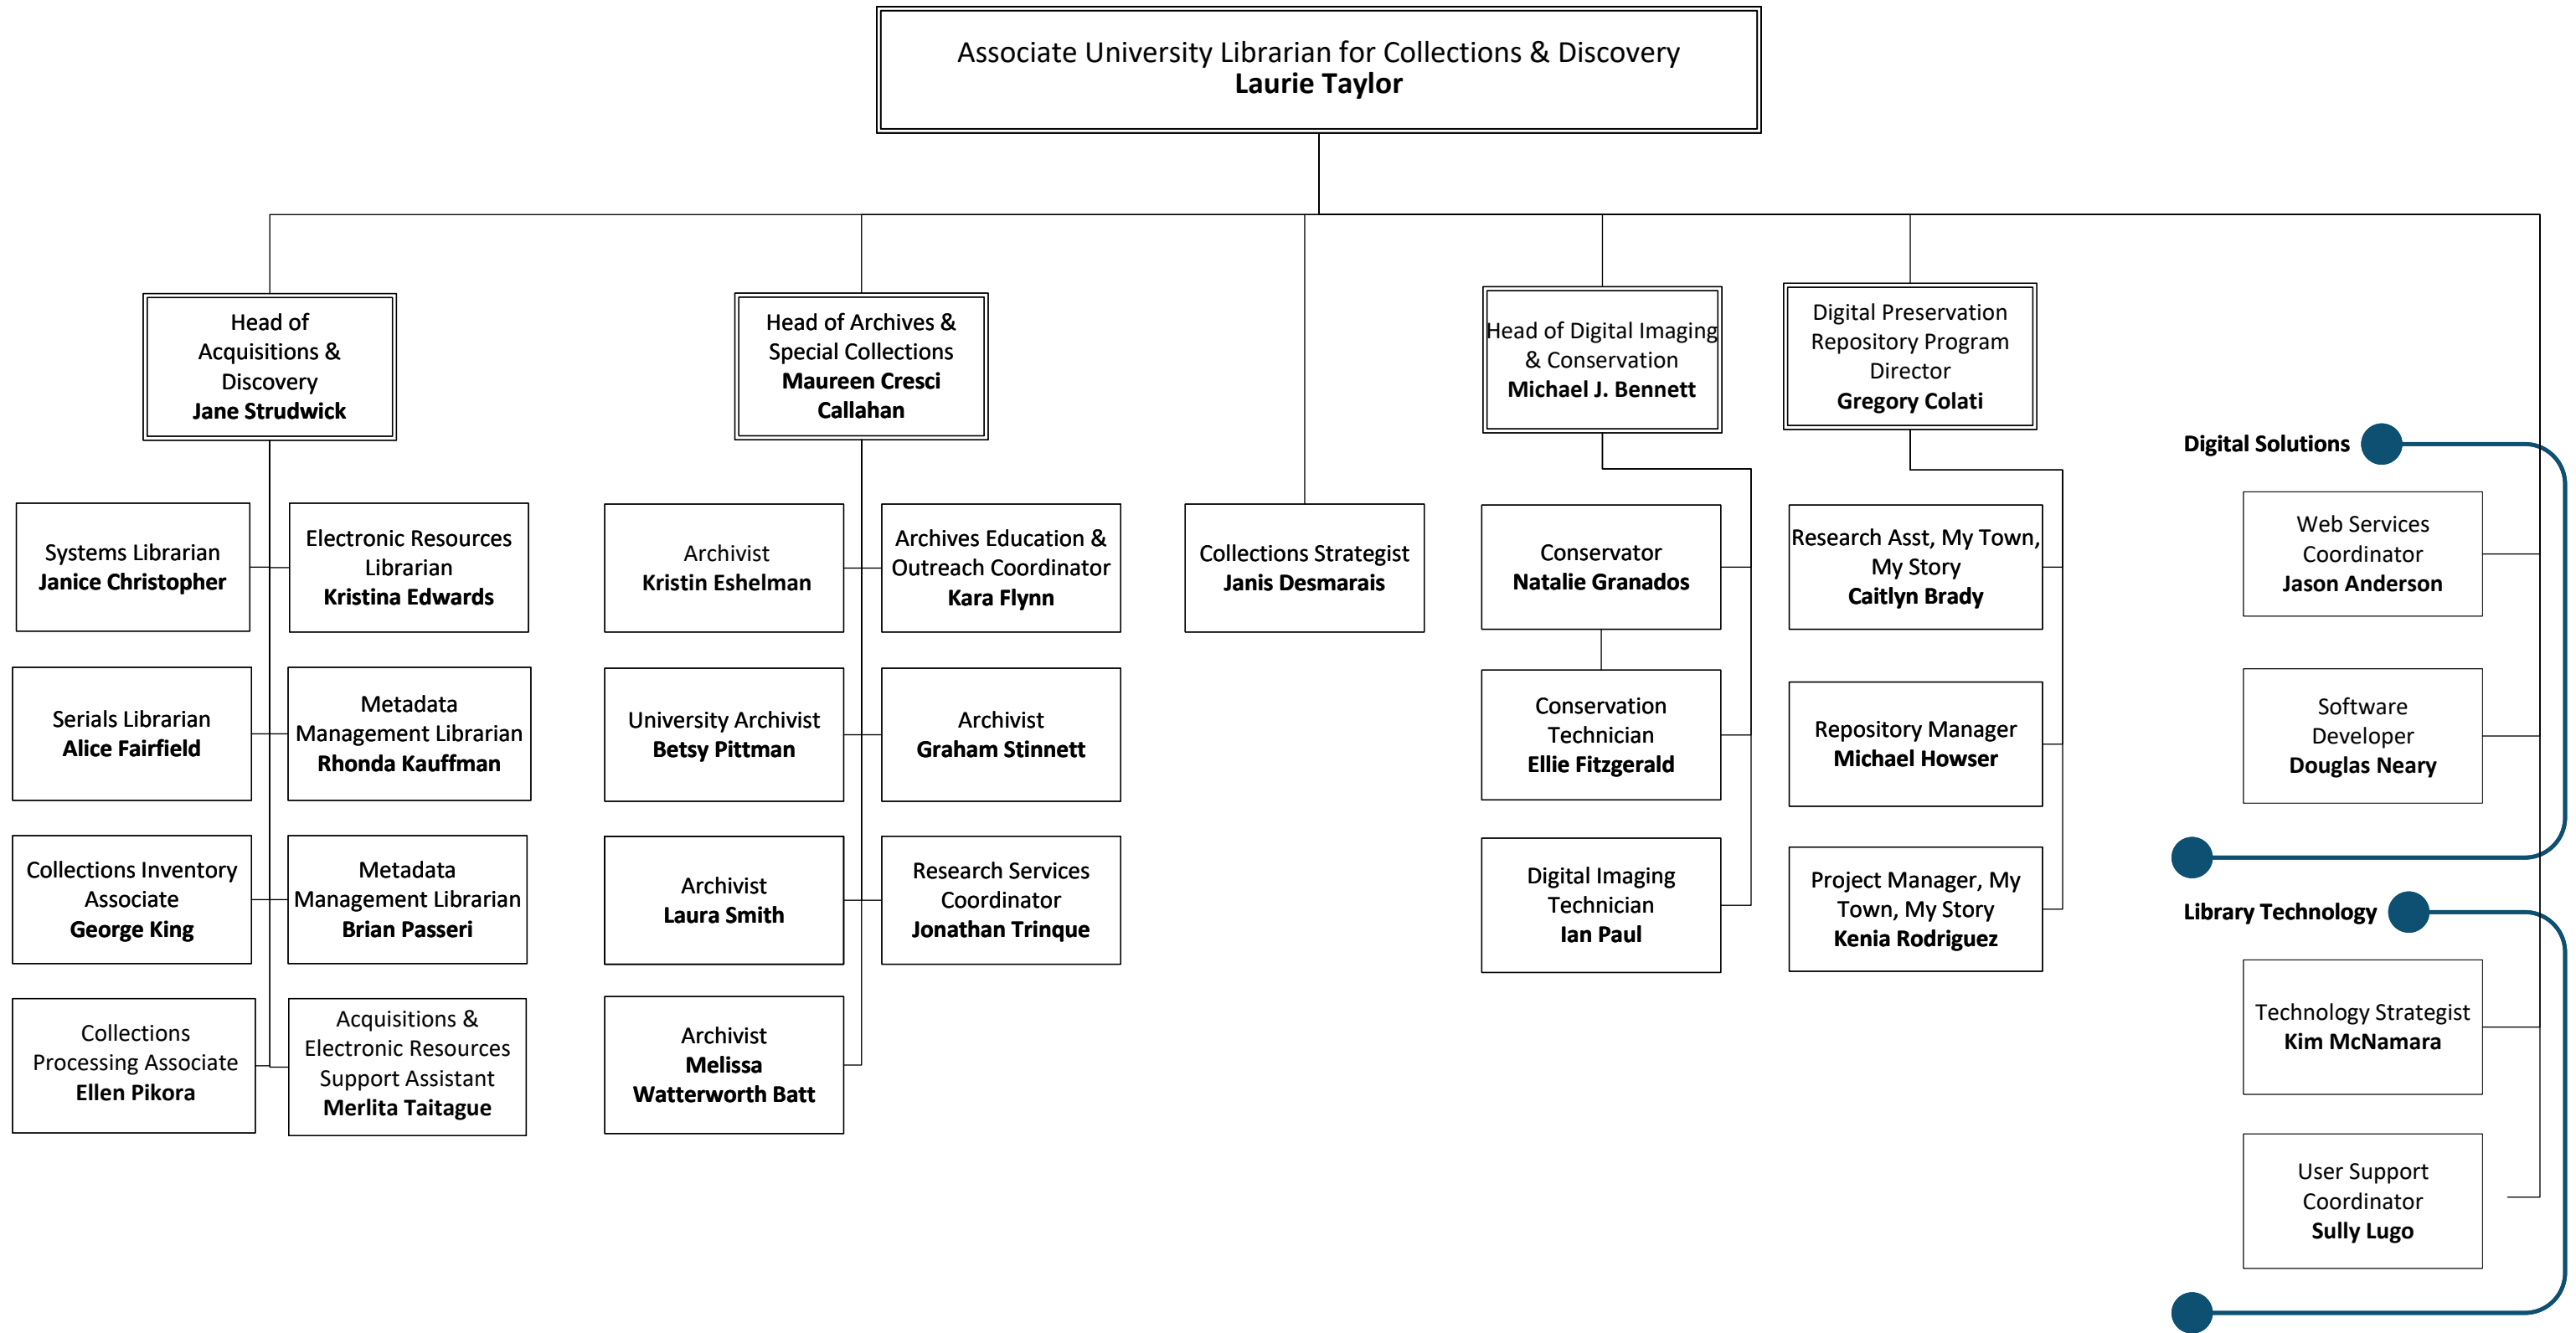 Associate University Librarian for Collections & Discovery
Laurie Taylor
Head of
Acquisitions &
Discovery
Jane Strudwick
Systems Librarian
Janice Christopher
Electronic Resources
Librarian
Kristina Edwards
Serials Librarian
Alice Fairfield
Metadata
Management Librarian
Rhonda Kauffman
Collections Inventory
Associate
George King
Metadata
Management Librarian
Brian Passeri
Collections
Processing Associate
Ellen Pikora
Acquisitions &
Electronic Resources
Support Assistant
Merlita Taitague
Head of Archives &
Special Collections
Maureen Cresci
Callahan
Archivist
Kristin Eshelman
Archives Education &
Outreach Coordinator
Kara Flynn
University Archivist
Betsy Pittman
Archivist
Graham Stinnett
Archivist
Laura Smith
Research Services
Coordinator
Jonathan Trinque
Archivist
Melissa
Watterworth Batt
Collections Strategist
Janis Desmarais
Head of Digital Imaging
& Conservation
Michael J. Bennett
Conservator
Natalie Granados
Conservation
Technician
Ellie Fitzgerald
Digital Imaging
Technician
Ian Paul
Digital Preservation
Repository Program
Director
Gregory Colati
Research Asst, My Town,
My Story
Caitlyn Brady
Repository Manager
Michael Howser
Project Manager, My
Town, My Story
Kenia Rodriguez
Digital Solutions
Web Services
Coordinator
Jason Anderson
Software
Developer
Douglas Neary
Library Technology
Technology Strategist
Kim McNamara
User Support
Coordinator
Sully Lugo